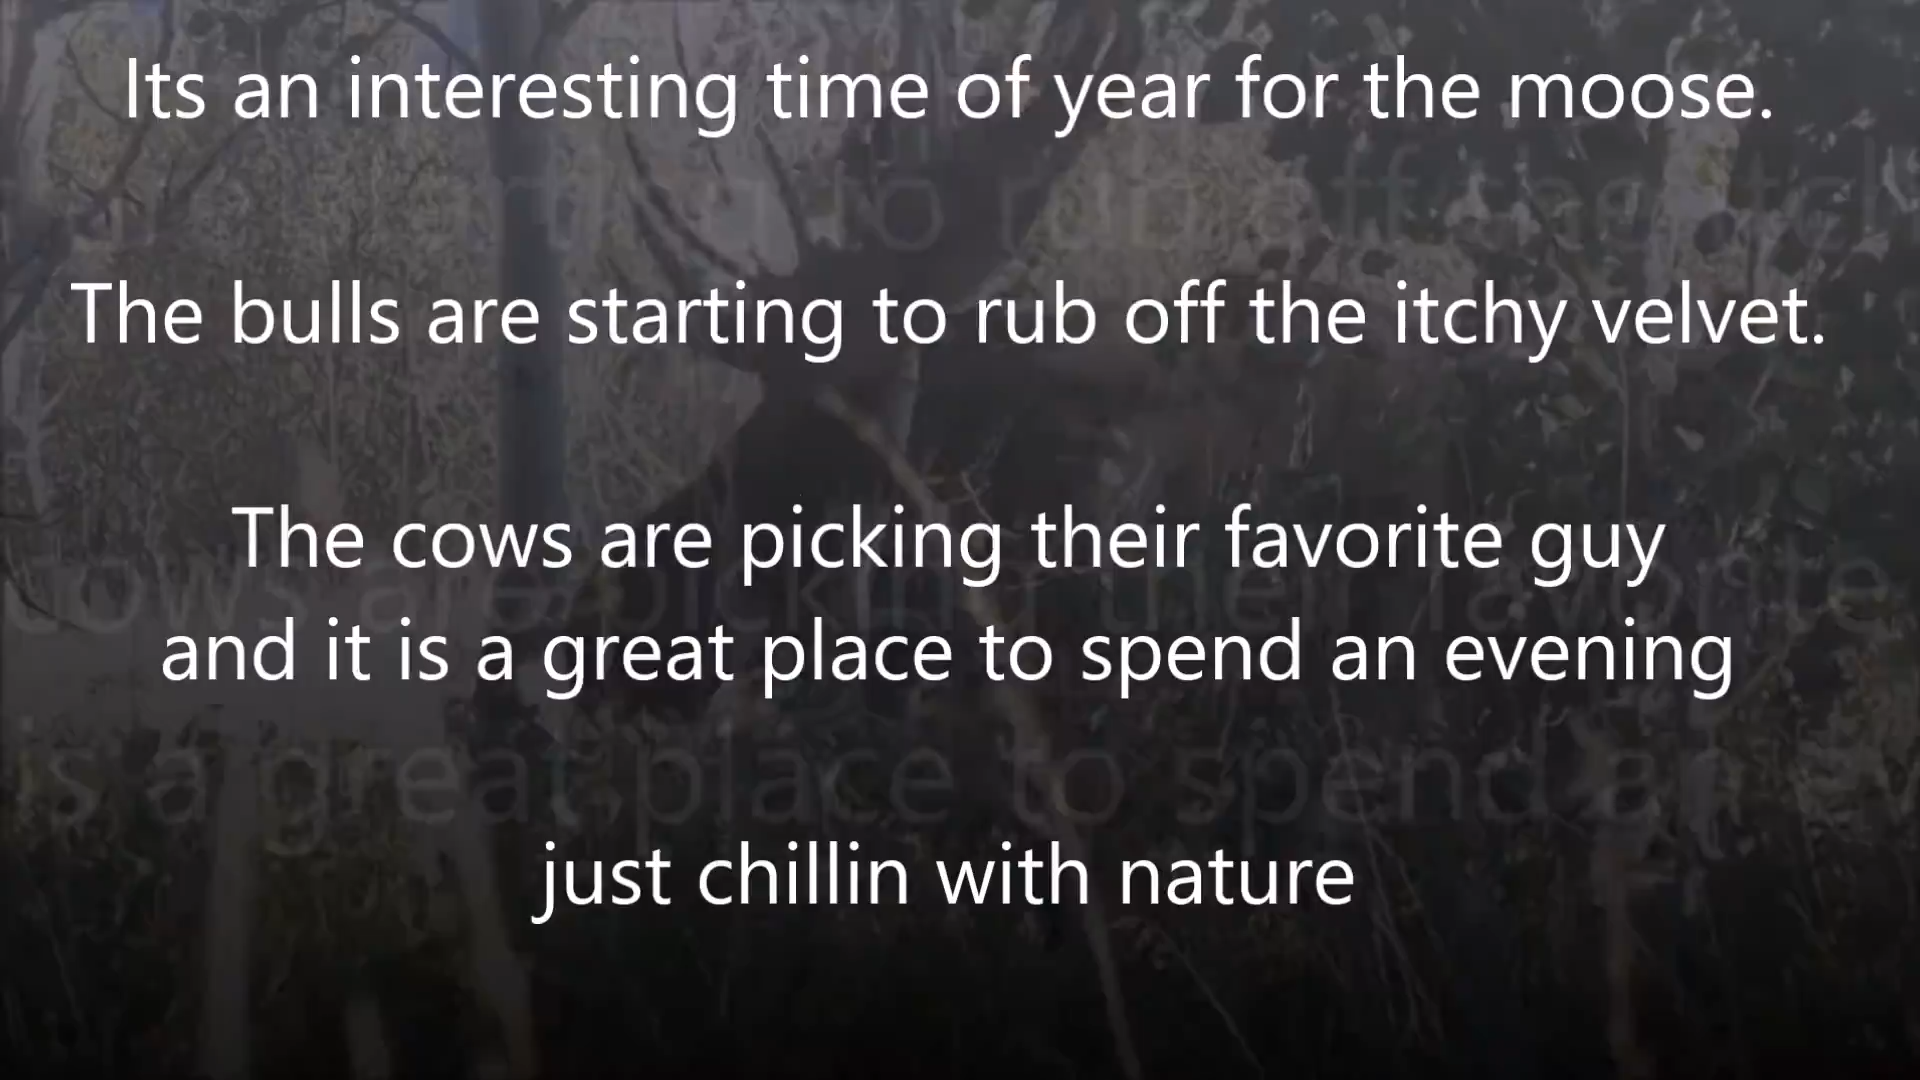 Its an interesting time of year for the moose.
The bulls are starting to rub off the itchy velvet.
The cows are picking their favorite guy
and it is a great place to spend an evening
just chillin with nature